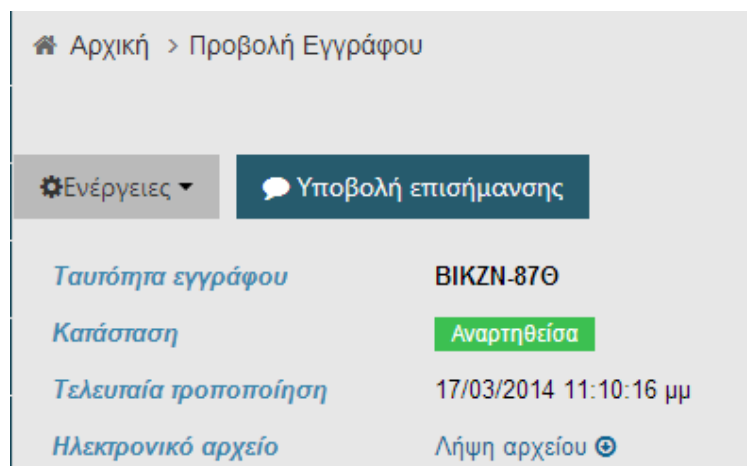 Αρχική > Προβολή Εγγράφου
Ενέργειες Υποβολή επισήμανσης
Ταυτότητα εγγράφου ΒΙΚΖΝ-87Θ
Κατάσταση Αναρτηθείσα
Τελευταία τροποποίηση 17/03/2014 11:10:16 μμ
Ηλεκτρονικό αρχείο Λήψη αρχείου